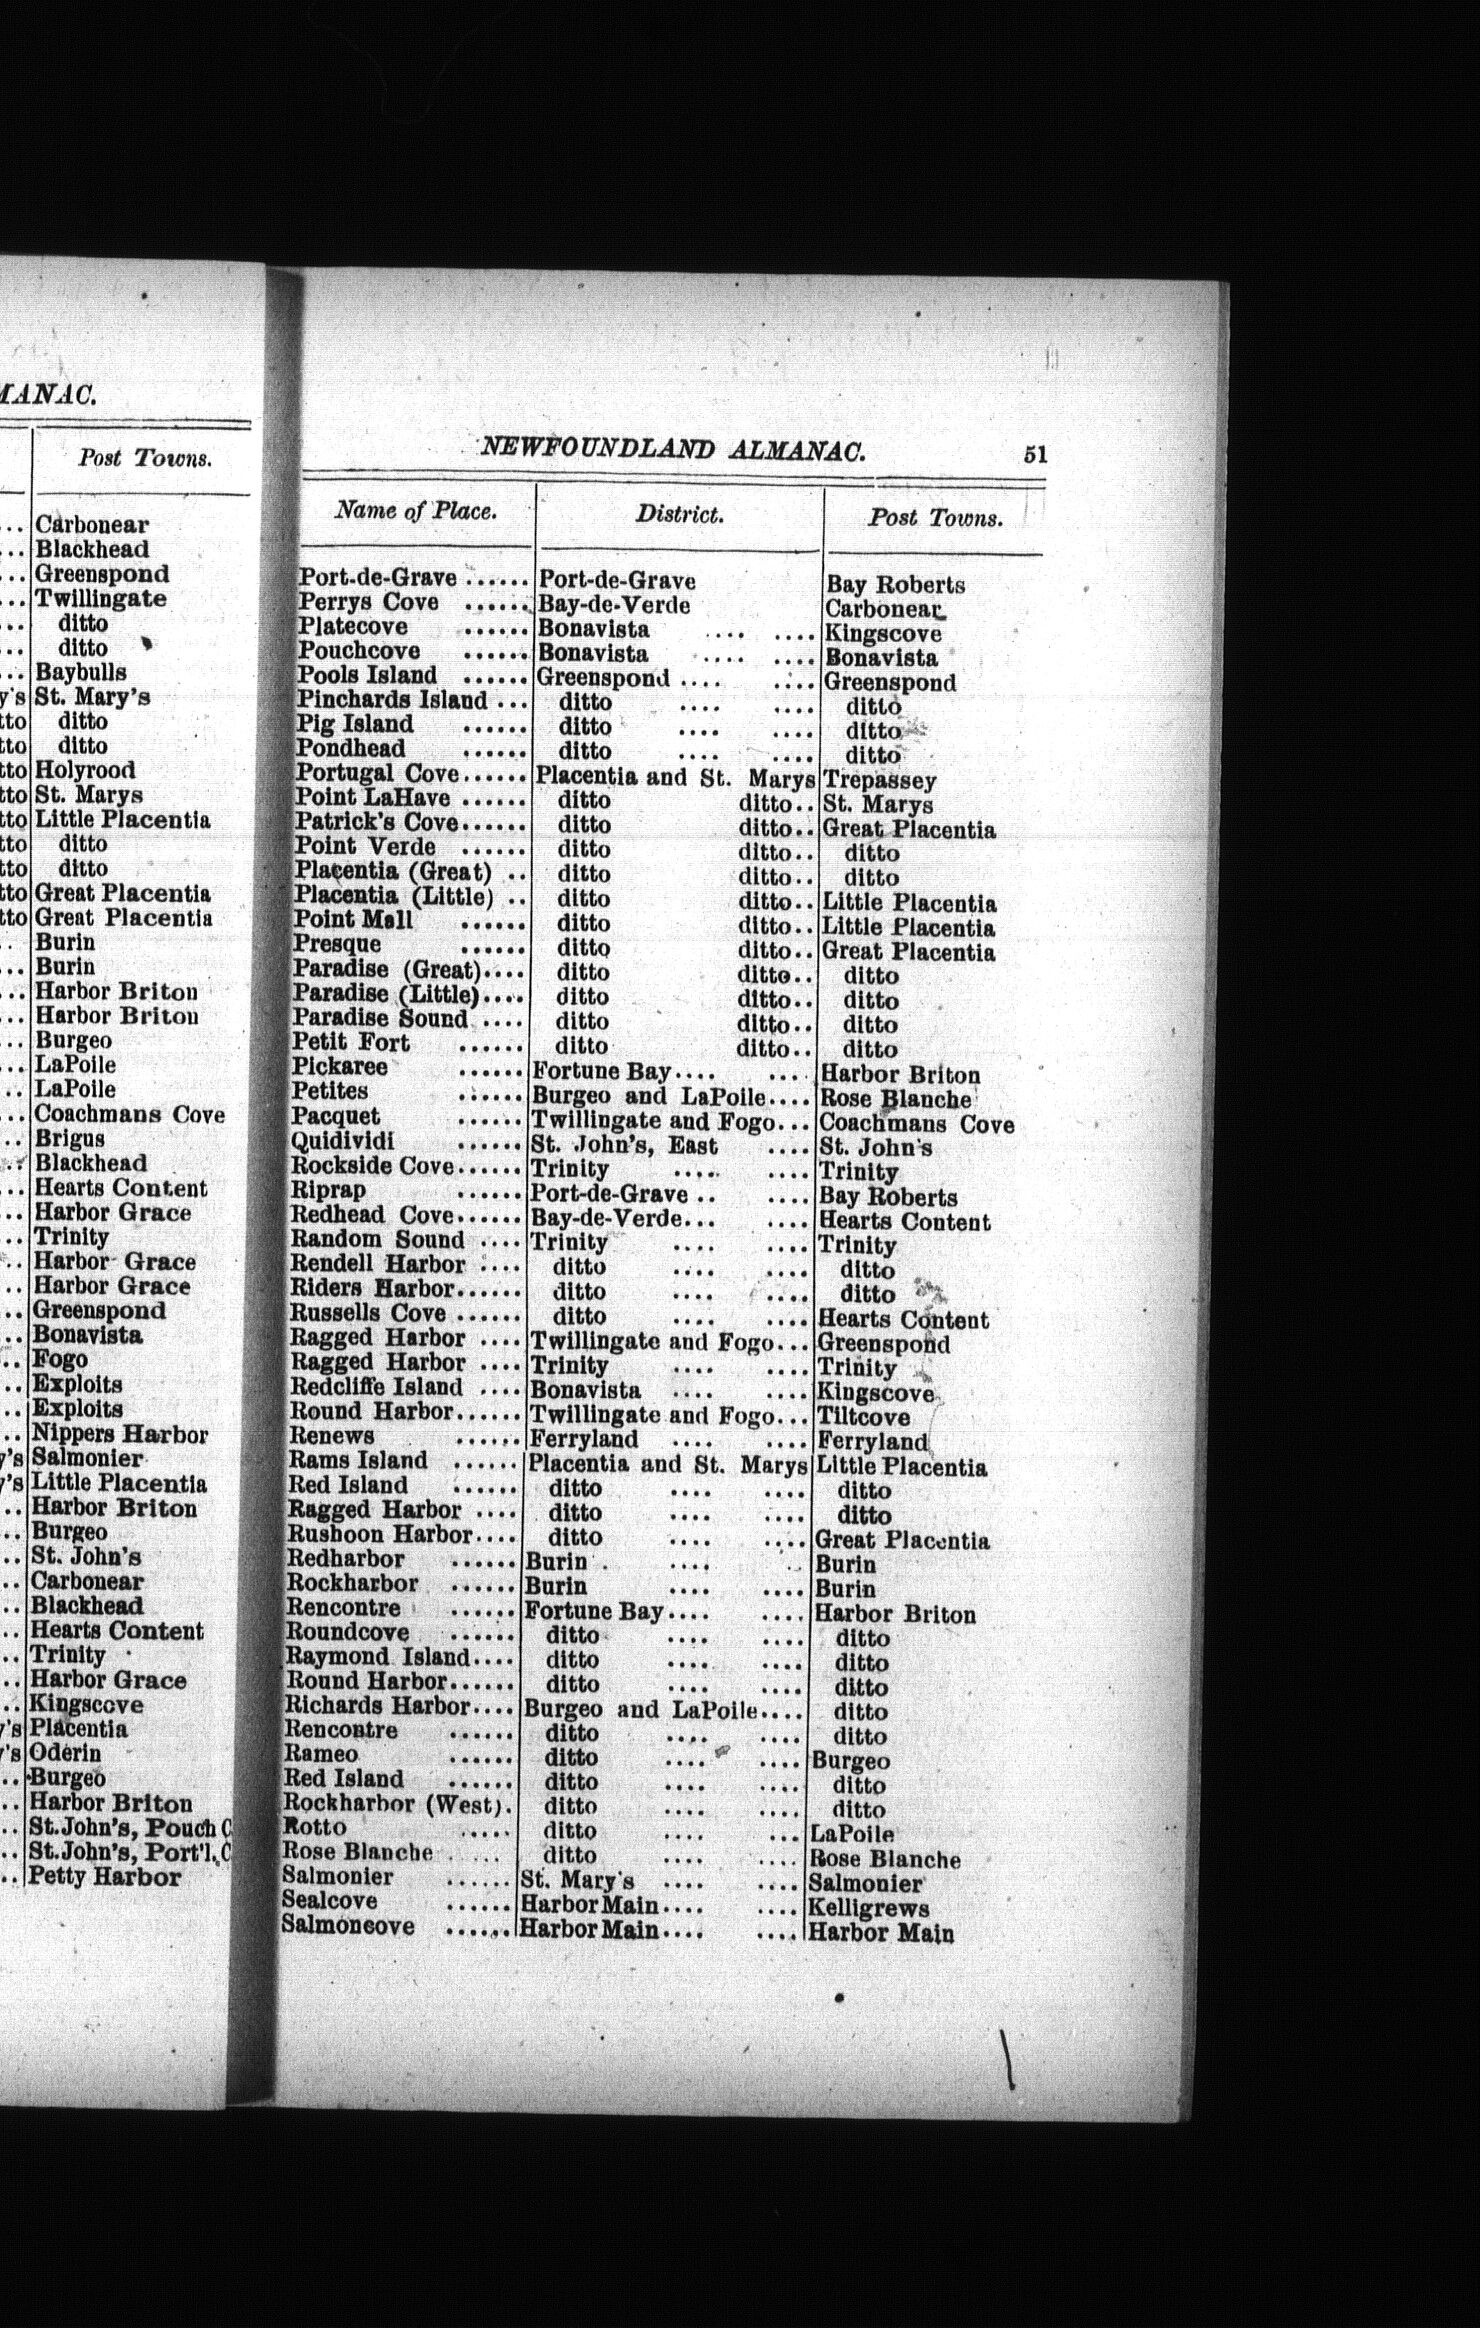 MANAC.
Post Towns.
... Carbonear
... Blackhead
... Greenspond
... Twillingate
... ditto
... ditto
... Baybulls
y's St. Mary's
tto ditto
tto ditto
tto Holyrood
tto St. Marys
tto Little Placentia
tto ditto
tto ditto
tto Great Placentia
tto Great Placentia
.. Burin
... Burin
... Harbor Briton
... Harbor Briton
... Burgeo
... LaPoile
.. LaPoile
... Coachmans Cove
.. Brigus
... Blackhead
... Hearts Content
.. Harbor Grace
.. Trinity
.. Harbor Grace
.. Harbor Grace
.. Greenspond
.. Bonavista
.. Fogo
.. Exploits
.. Exploits
.. Nippers Harbor
y's Salmonier
y's Little Placentia
.. Harbor Briton
.. Burgeo
.. St. John's
.. Carbonear
.. Blackhead
.. Hearts Content
.. Trinity
.. Harbor Grace
.. Kingscove
y's Placentia
y's Oderin
.. Burgeo
.. Harbor Briton
.. St. John's, Pouch C
.. St. John's, Port'l. C
.. Petty Harbor
NEWFOUNDLAND ALMANAC. 51
Name of Place. District. Post Towns.
Port-de-Grave ...... Port-de-Grave Bay Roberts
Perrys Cove ...... Bay-de-Verde Carbonear
Platecove ...... Bonavista .... .... Kingscove
Pouchcove ...... Bonavista .... .... Bonavista
Pools Island ...... Greenspond .... .... Greenspond
Pinchards Island ... ditto .... .... ditto
Pig Island ...... ditto .... .... ditto
Pondhead ...... ditto .... .... ditto
Portugal Cove...... Placentia and St. Marys Trepassey
Point LaHave ...... ditto ditto.. St. Marys
Patrick's Cove...... ditto ditto.. Great Placentia
Point Verde ...... ditto ditto.. ditto
Placentia (Great) .. ditto ditto.. ditto
Placentia (Little) .. ditto ditto.. Little Placentia
Point Mall ...... ditto ditto.. Little Placentia
Presque ...... ditto ditto.. Great Placentia
Paradise (Great).... ditto ditto.. ditto
Paradise (Little).... ditto ditto.. ditto
Paradise Sound .... ditto ditto.. ditto
Petit Fort ...... ditto ditto.. ditto
Pickaree ...... Fortune Bay.... .... Harbor Briton
Petites ...... Burgeo and LaPoile.... Rose Blanche
Pacquet ...... Twillingate and Fogo... Coachmans Cove
Quidividi ...... St. John's, East .... St. John's
Rockside Cove...... Trinity .... .... Trinity
Riprap ...... Port-de-Grave .. .... Bay Roberts
Redhead Cove...... Bay-de-Verde... .... Hearts Content
Random Sound .... Trinity .... .... Trinity
Rendell Harbor .... ditto .... .... ditto
Riders Harbor...... ditto .... .... ditto
Russells Cove ...... ditto .... .... Hearts Content
Ragged Harbor .... Twillingate and Fogo... Greenspond
Ragged Harbor .... Trinity .... .... Trinity
Redcliffe Island .... Bonavista .... .... Kingscove
Round Harbor...... Twillingate and Fogo... Tiltcove
Renews ...... Ferryland .... .... Ferryland
Rams Island ...... Placentia and St. Marys Little Placentia
Red Island ...... ditto .... .... ditto
Ragged Harbor .... ditto .... .... ditto
Rushoon Harbor.... ditto .... .... Great Placentia
Redharbor ...... Burin . .... .. Burin
Rockharbor ...... Burin .... .... Burin
Rencontre ...... Fortune Bay.... .... Harbor Briton
Roundcove ...... ditto .... .... ditto
Raymond Island.... ditto .... .... ditto
Round Harbor...... ditto .... .... ditto
Richards Harbor.... Burgeo and LaPoile.... ditto
Rencontre ...... ditto .... .... ditto
Rameo ...... ditto .... .... Burgeo
Red Island ...... ditto .... .... ditto
Rockharbor (West). ditto .... .... ditto
Rotto .... ditto .... ... LaPoile
Rose Blanche ..... ditto .... .... Rose Blanche
Salmonier ...... St. Mary's .... .... Salmonier
Sealcove ...... Harbor Main.... .... Kelligrews
Salmoncove ...... Harbor Main.... .... Harbor Main